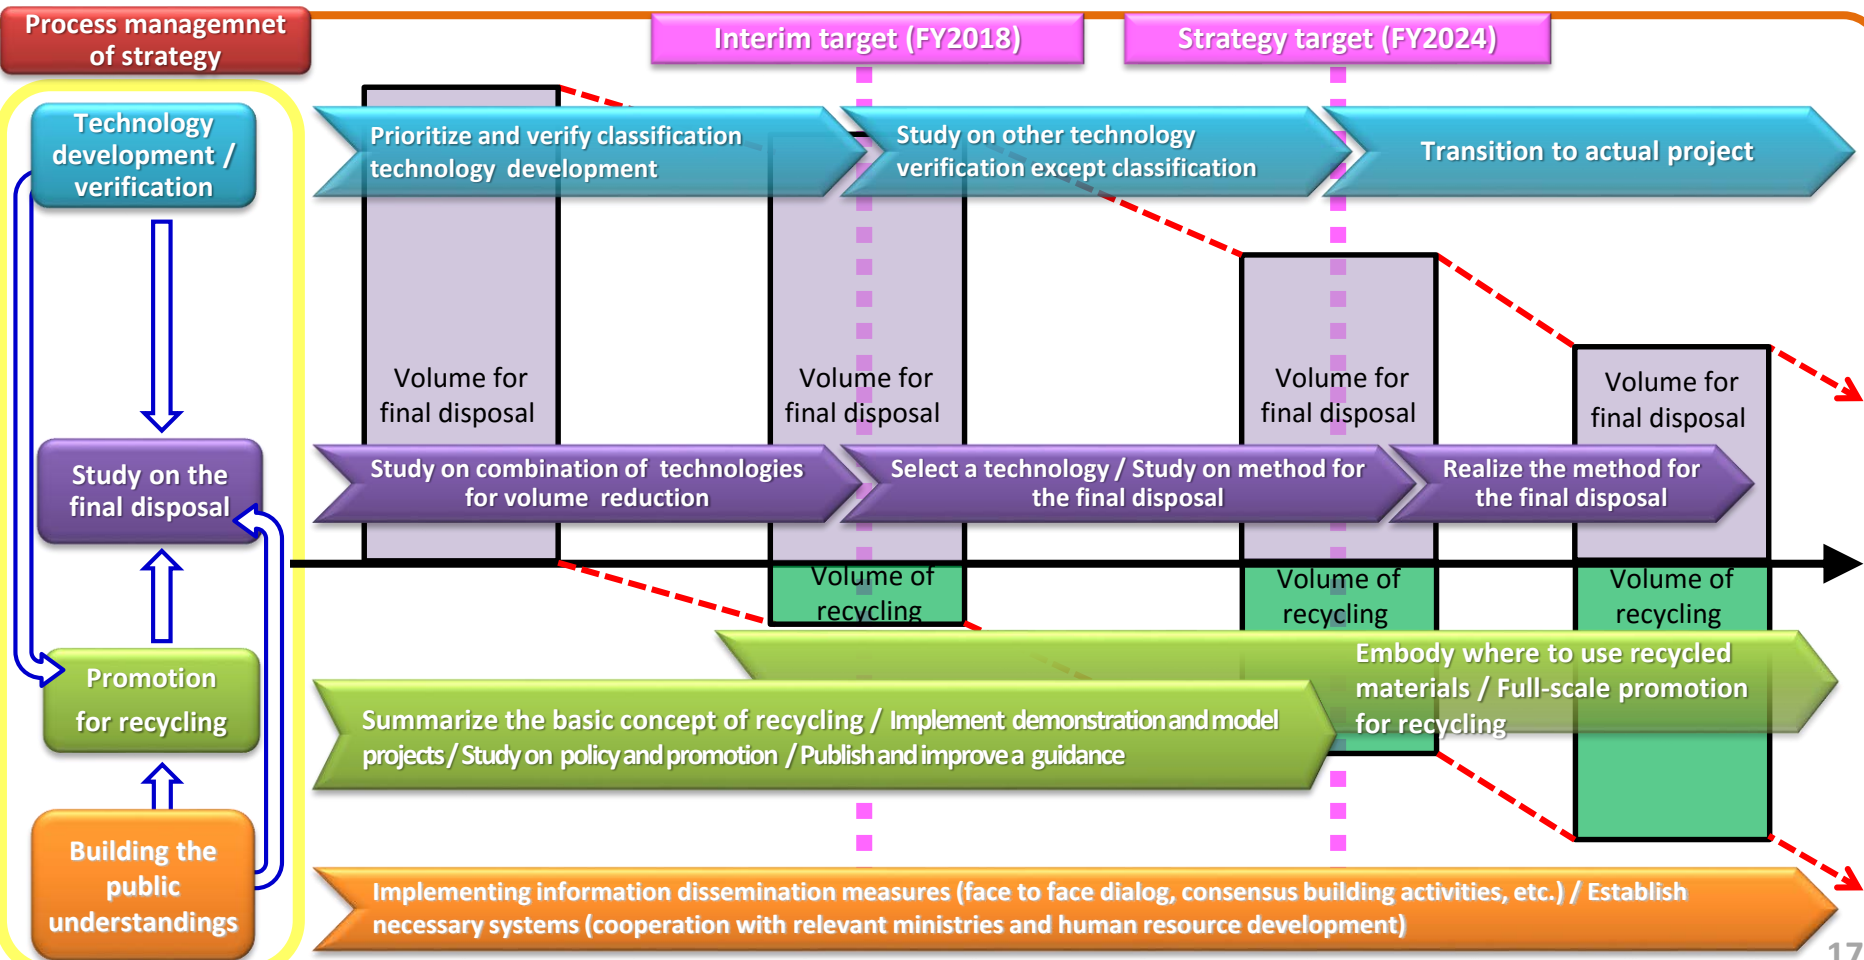 Process managemnet
of strategy
Interim target (FY2018)
Strategy target (FY2024)
Technology
development /
verification
Prioritize and verify classification
technology development
Study on other technology
verification except classification
Transition to actual project
Volume for
final disposal
Volume for
final disposal
Volume for
final disposal
Volume for
final disposal
Study on the
final disposal
Study on combination of technologies
for volume reduction
Select a technology / Study on method for
the final disposal
Realize the method for
the final disposal
Volume of
recycling
Volume of
recycling
Volume of
recycling
Promotion
for recycling
Embody where to use recycled
materials / Full-scale promotion
for recycling
Summarize the basic concept of recycling / Implement demonstration and model
projects / Study on policy and promotion / Publish and improve a guidance
Building the
public
understandings
Implementing information dissemination measures (face to face dialog, consensus building activities, etc.) / Establish
necessary systems (cooperation with relevant ministries and human resource development)
17